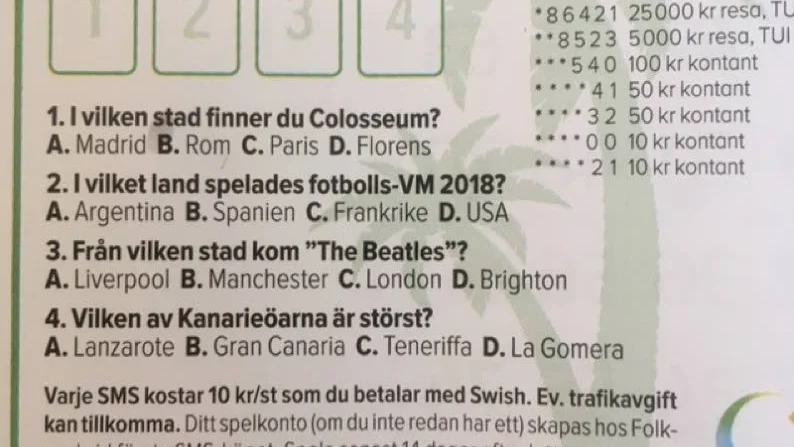 1 2 3 4
*86421 25000 kr resa, TU
**8523 5000 kr resa, TUI
***540 100 kr kontant
****41 50 kr kontant
****32 50 kr kontant
****00 10 kr kontant
****21 10 kr kontant
1. I vilken stad finner du Colosseum?
A. Madrid B. Rom C. Paris D. Florens
2. I vilket land spelades fotbolls-VM 2018?
A. Argentina B. Spanien C. Frankrike D. USA
3. Från vilken stad kom ”The Beatles”?
A. Liverpool B. Manchester C. London D. Brighton
4. Vilken av Kanarieöarna är störst?
A. Lanzarote B. Gran Canaria C. Teneriffa D. La Gomera
Varje SMS kostar 10 kr/st som du betalar med Swish. Ev. trafikavgift
kan tillkomma. Ditt spelkonto (om du inte redan har ett) skapas hos Folk-